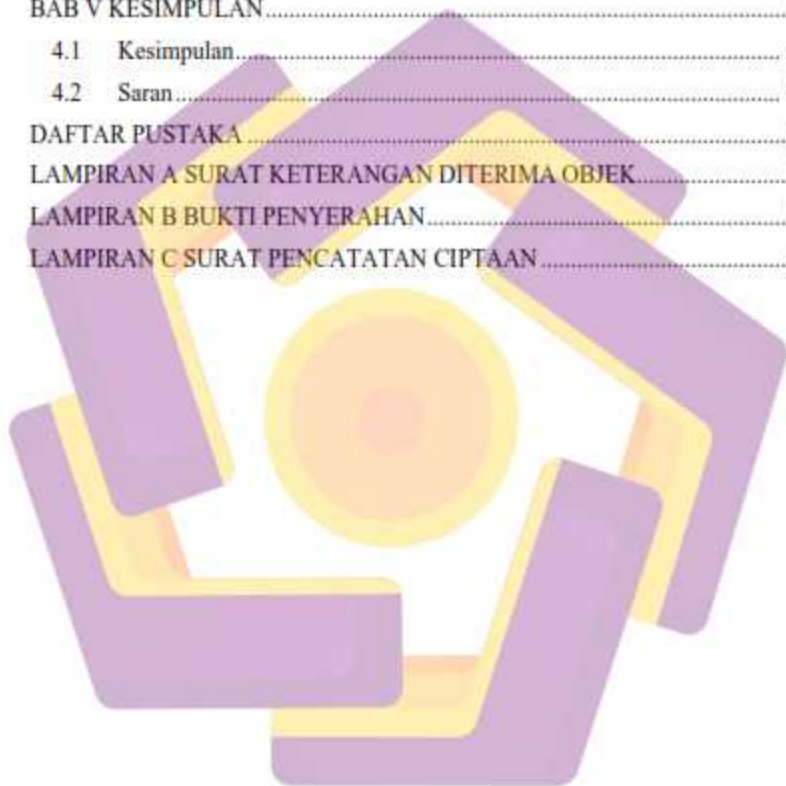 BAB V KESIMPULAN..........................................................................................
4.1 Kesimpulan..........................................................................................
4.2 Saran..........................................................................................
DAFTAR PUSTAKA..........................................................................................
LAMPIRAN A SURAT KETERANGAN DITERIMA OBJEK..............................
LAMPIRAN B BUKTI PENYERAHAN..............................................................
LAMPIRAN C SURAT PENCATATAN CIPTAAN..........................................